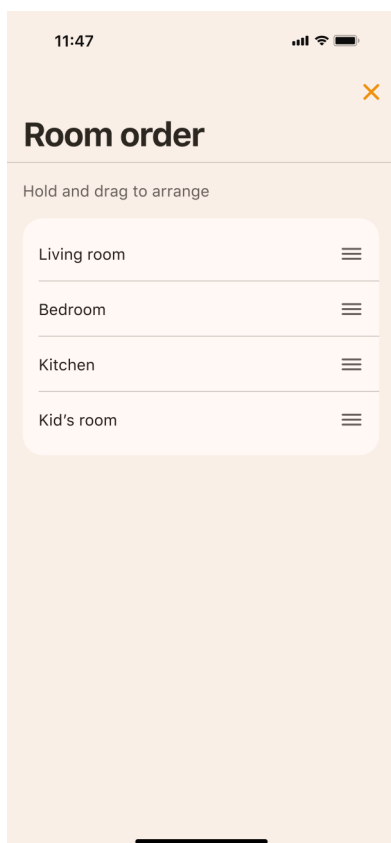 11:47
Room order
Hold and drag to arrange
Living room
Bedroom
Kitchen
Kid's room